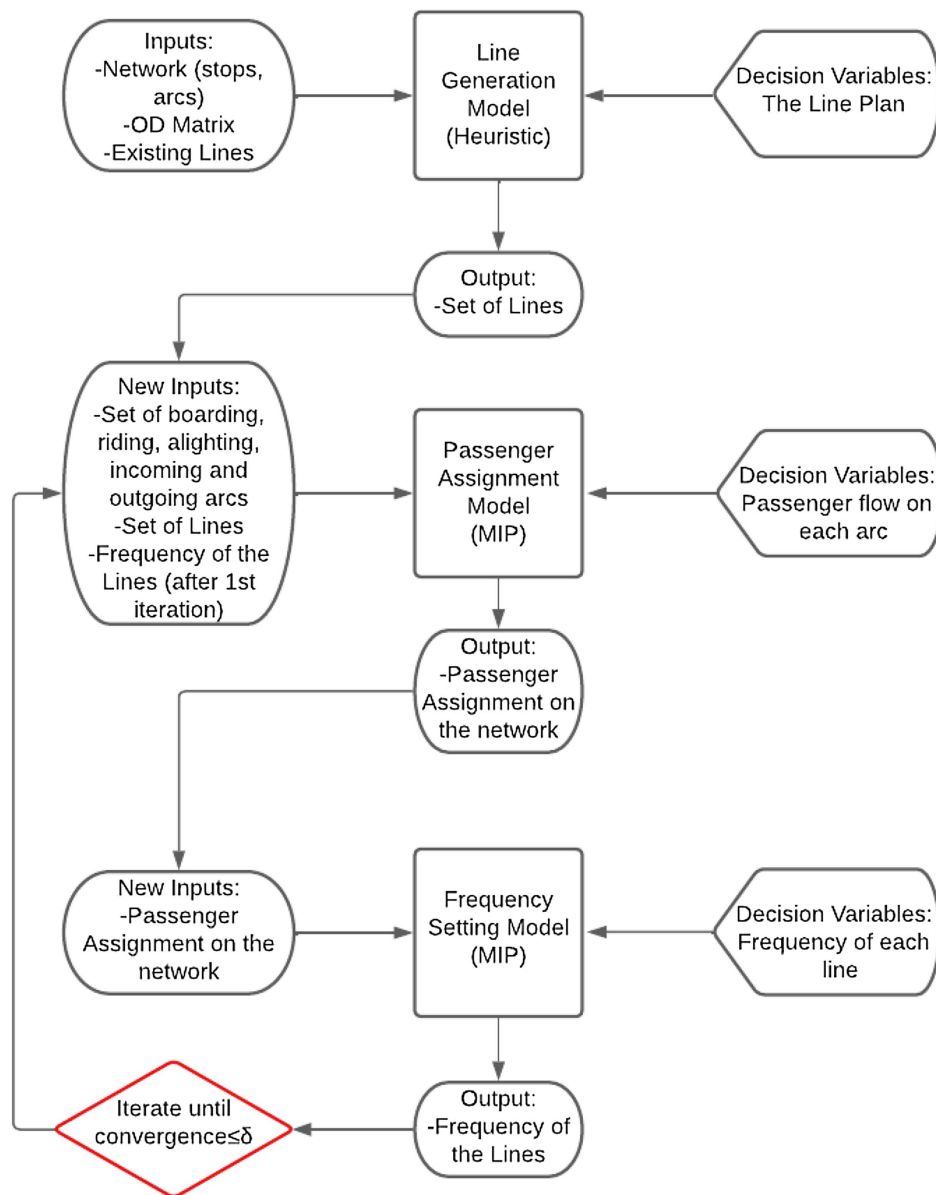 Inputs:
-Network (stops,
arcs)
-OD Matrix
-Existing Lines
Line
Generation
Model
(Heuristic)
Decision Variables:
The Line Plan
Output:
-Set of Lines
New Inputs:
-Set of boarding,
riding, alighting,
incoming and
outgoing arcs
-Set of Lines
-Frequency of the
Lines (after 1st
iteration)
Passenger
Assignment
Model
(MIP)
Decision Variables:
Passenger flow on
each arc
Output:
-Passenger
Assignment on
the network
New Inputs:
-Passenger
Assignment on the
network
Frequency
Setting Model
(MIP)
Decision Variables:
Frequency of each
line
Output:
-Frequency of
the Lines
Iterate until
convergence≤δ